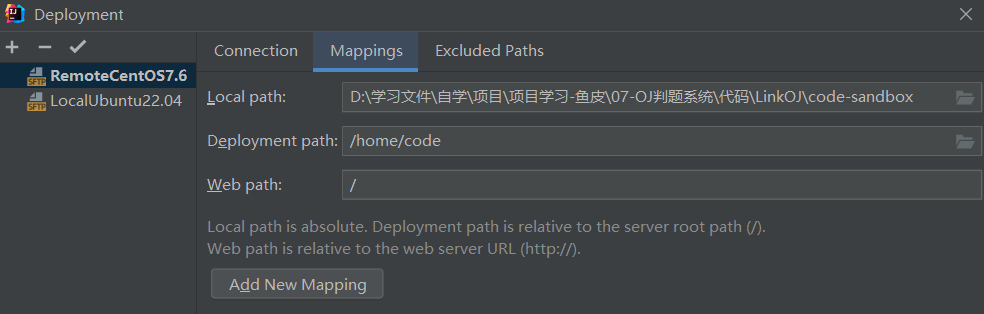 Deployment
RemoteCentOS7.6
LocalUbuntu22.04
Connection Mappings Excluded Paths
Local path: D:\学习文件\自学\项目\项目学习-鱼皮\07-OJ判题系统\代码\LinkOJ\code-sandbox
Deployment path: /home/code
Web path: /
Local path is absolute. Deployment path is relative to the server root path (/).
Web path is relative to the web server URL (http://).
Add New Mapping